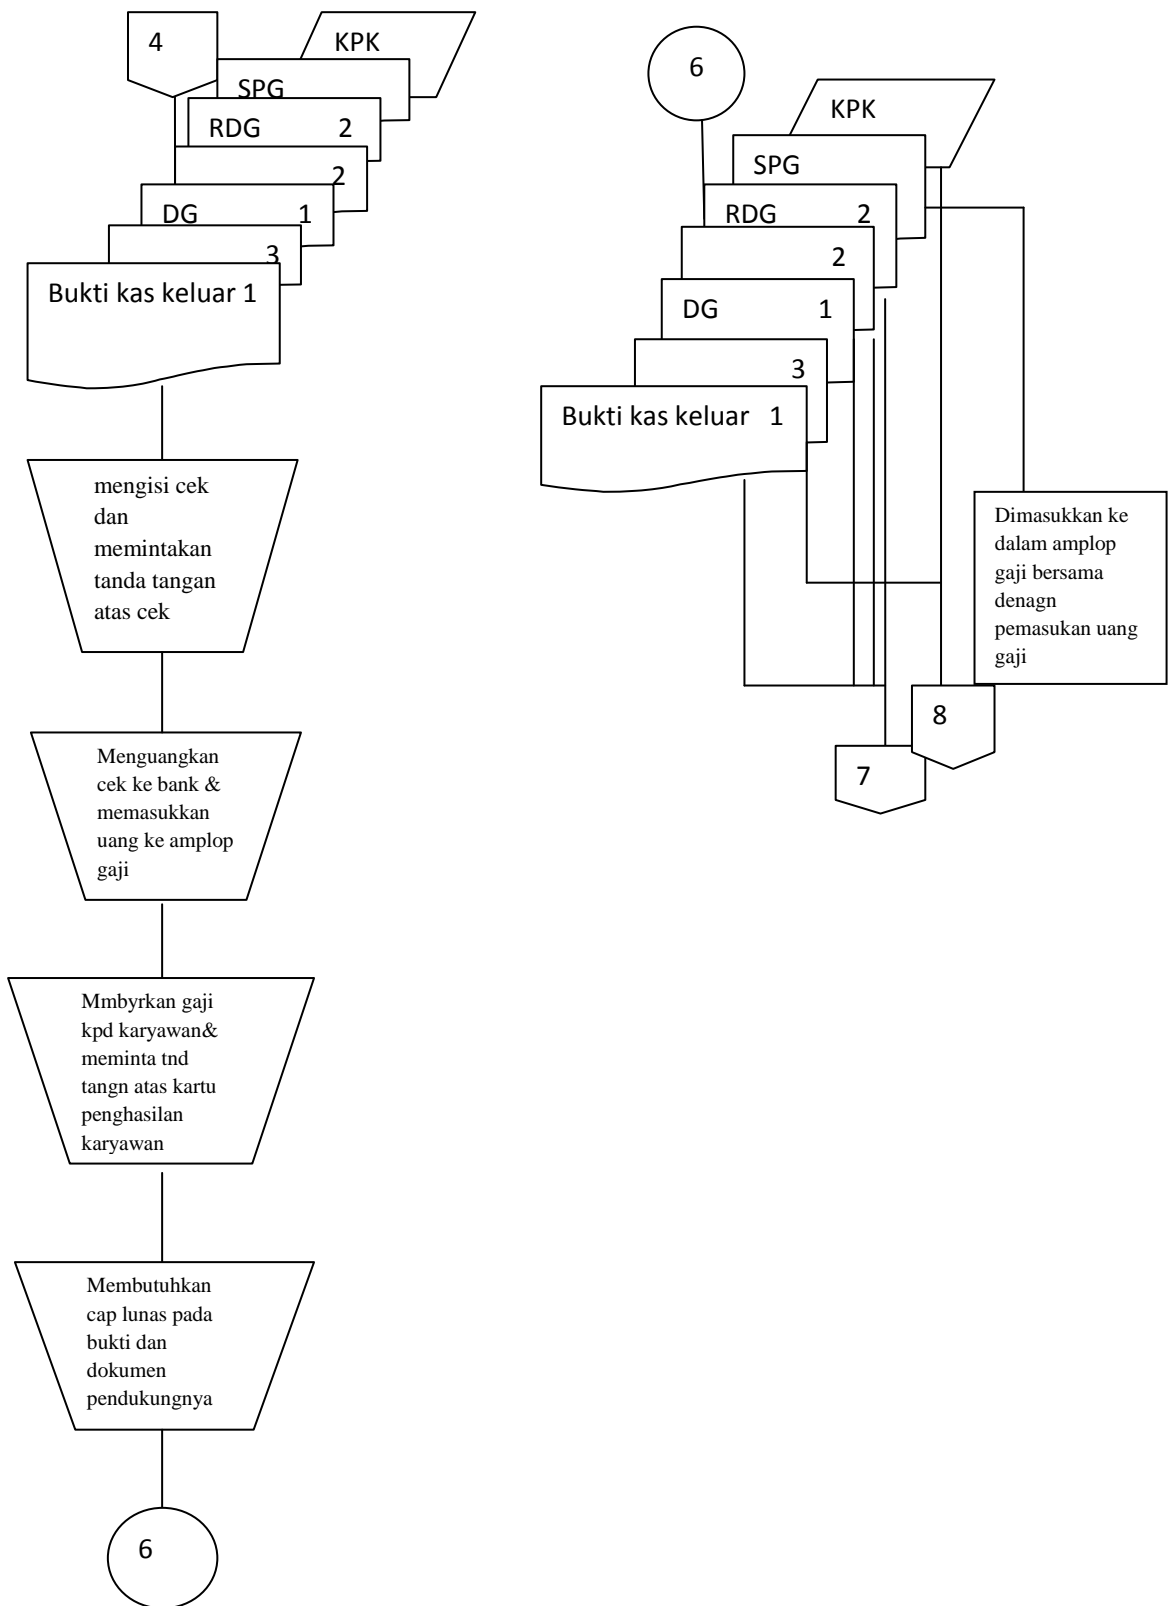 4
KPK
SPG
RDG 2
2
DG 1
3
Bukti kas keluar 1
mengisi cek
dan
memintakan
tanda tangan
atas cek
Menguangkan
cek ke bank &
memasukkan
uang ke amplop
gaji
Mmbyrkan gaji
kpd karyawan&
meminta tnd
tangn atas kartu
penghasilan
karyawan
Membutuhkan
cap lunas pada
bukti dan
dokumen
pendukungnya
6
6
KPK
SPG
RDG 2
2
DG 1
3
Bukti kas keluar 1
Dimasukkan ke
dalam amplop
gaji bersama
denagn
pemasukan uang
gaji
8
7